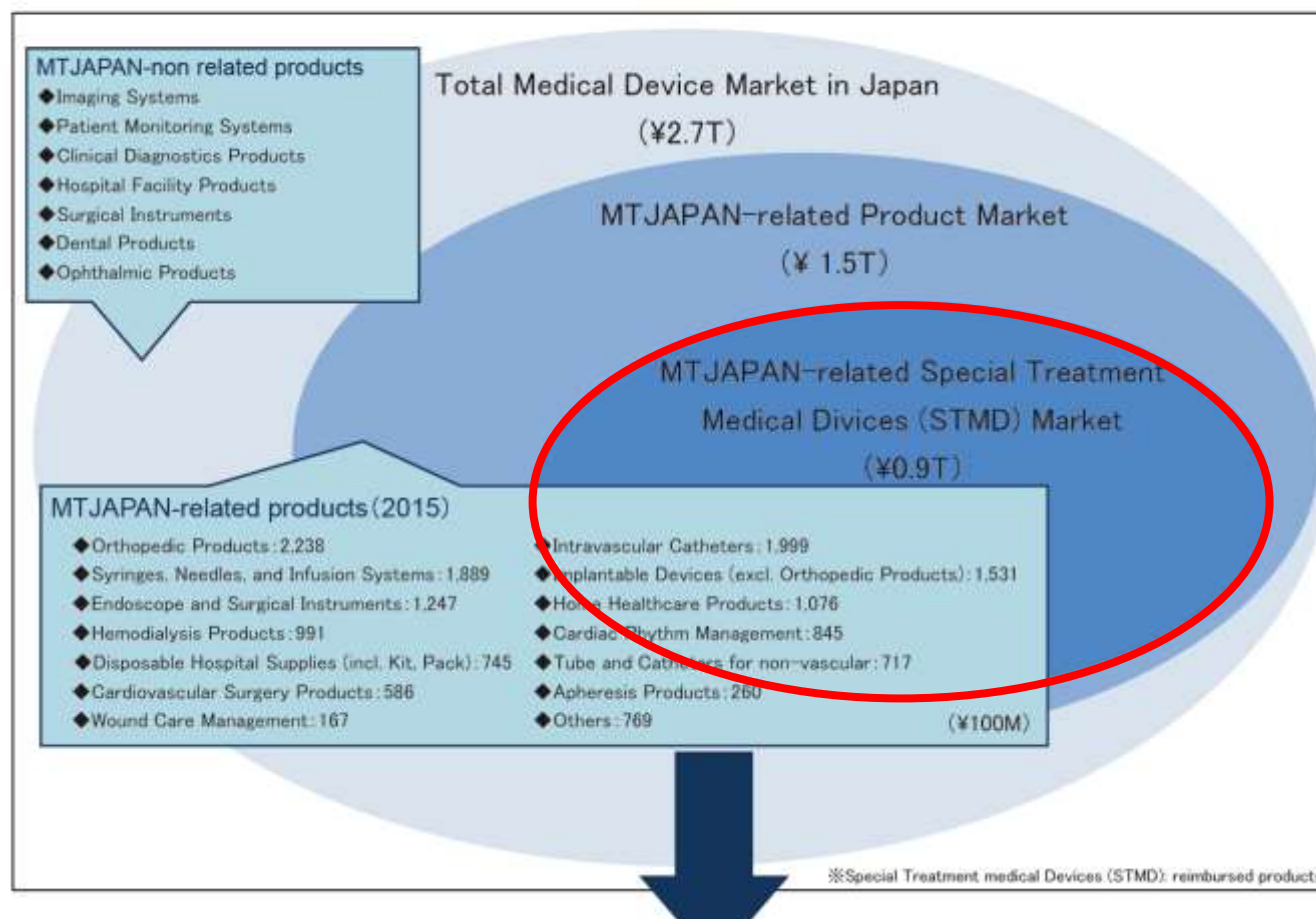 MTJAPAN-non related products
◆Imaging Systems
◆Patient Monitoring Systems
◆Clinical Diagnostics Products
◆Hospital Facility Products
◆Surgical Instruments
◆Dental Products
◆Ophthalmic Products
Total Medical Device Market in Japan
(¥2.7T)
MTJAPAN-related Product Market
(¥ 1.5T)
MTJAPAN-related Special Treatment
Medical Divices (STMD) Market
(¥0.9T)
MTJAPAN-related products(2015)
◆Orthopedic Products:2,238
◆Syringes, Needles, and Infusion Systems:1,889
◆Endoscope and Surgical Instruments:1,247
◆Hemodialysis Products:991
◆Disposable Hospital Supplies (incl. Kit, Pack):745
◆Cardiovascular Surgery Products:586
◆Wound Care Management:167
◆Intravascular Catheters:1,999
◆Implantable Devices (excl. Orthopedic Products):1,531
◆Home Healthcare Products:1,076
◆Cardiac Rhythm Management:845
◆Tube and Catheters for non-vascular:717
◆Apheresis Products:260
◆Others:769
(¥100M)
※Special Treatment medical Devices (STMD): reimbursed product